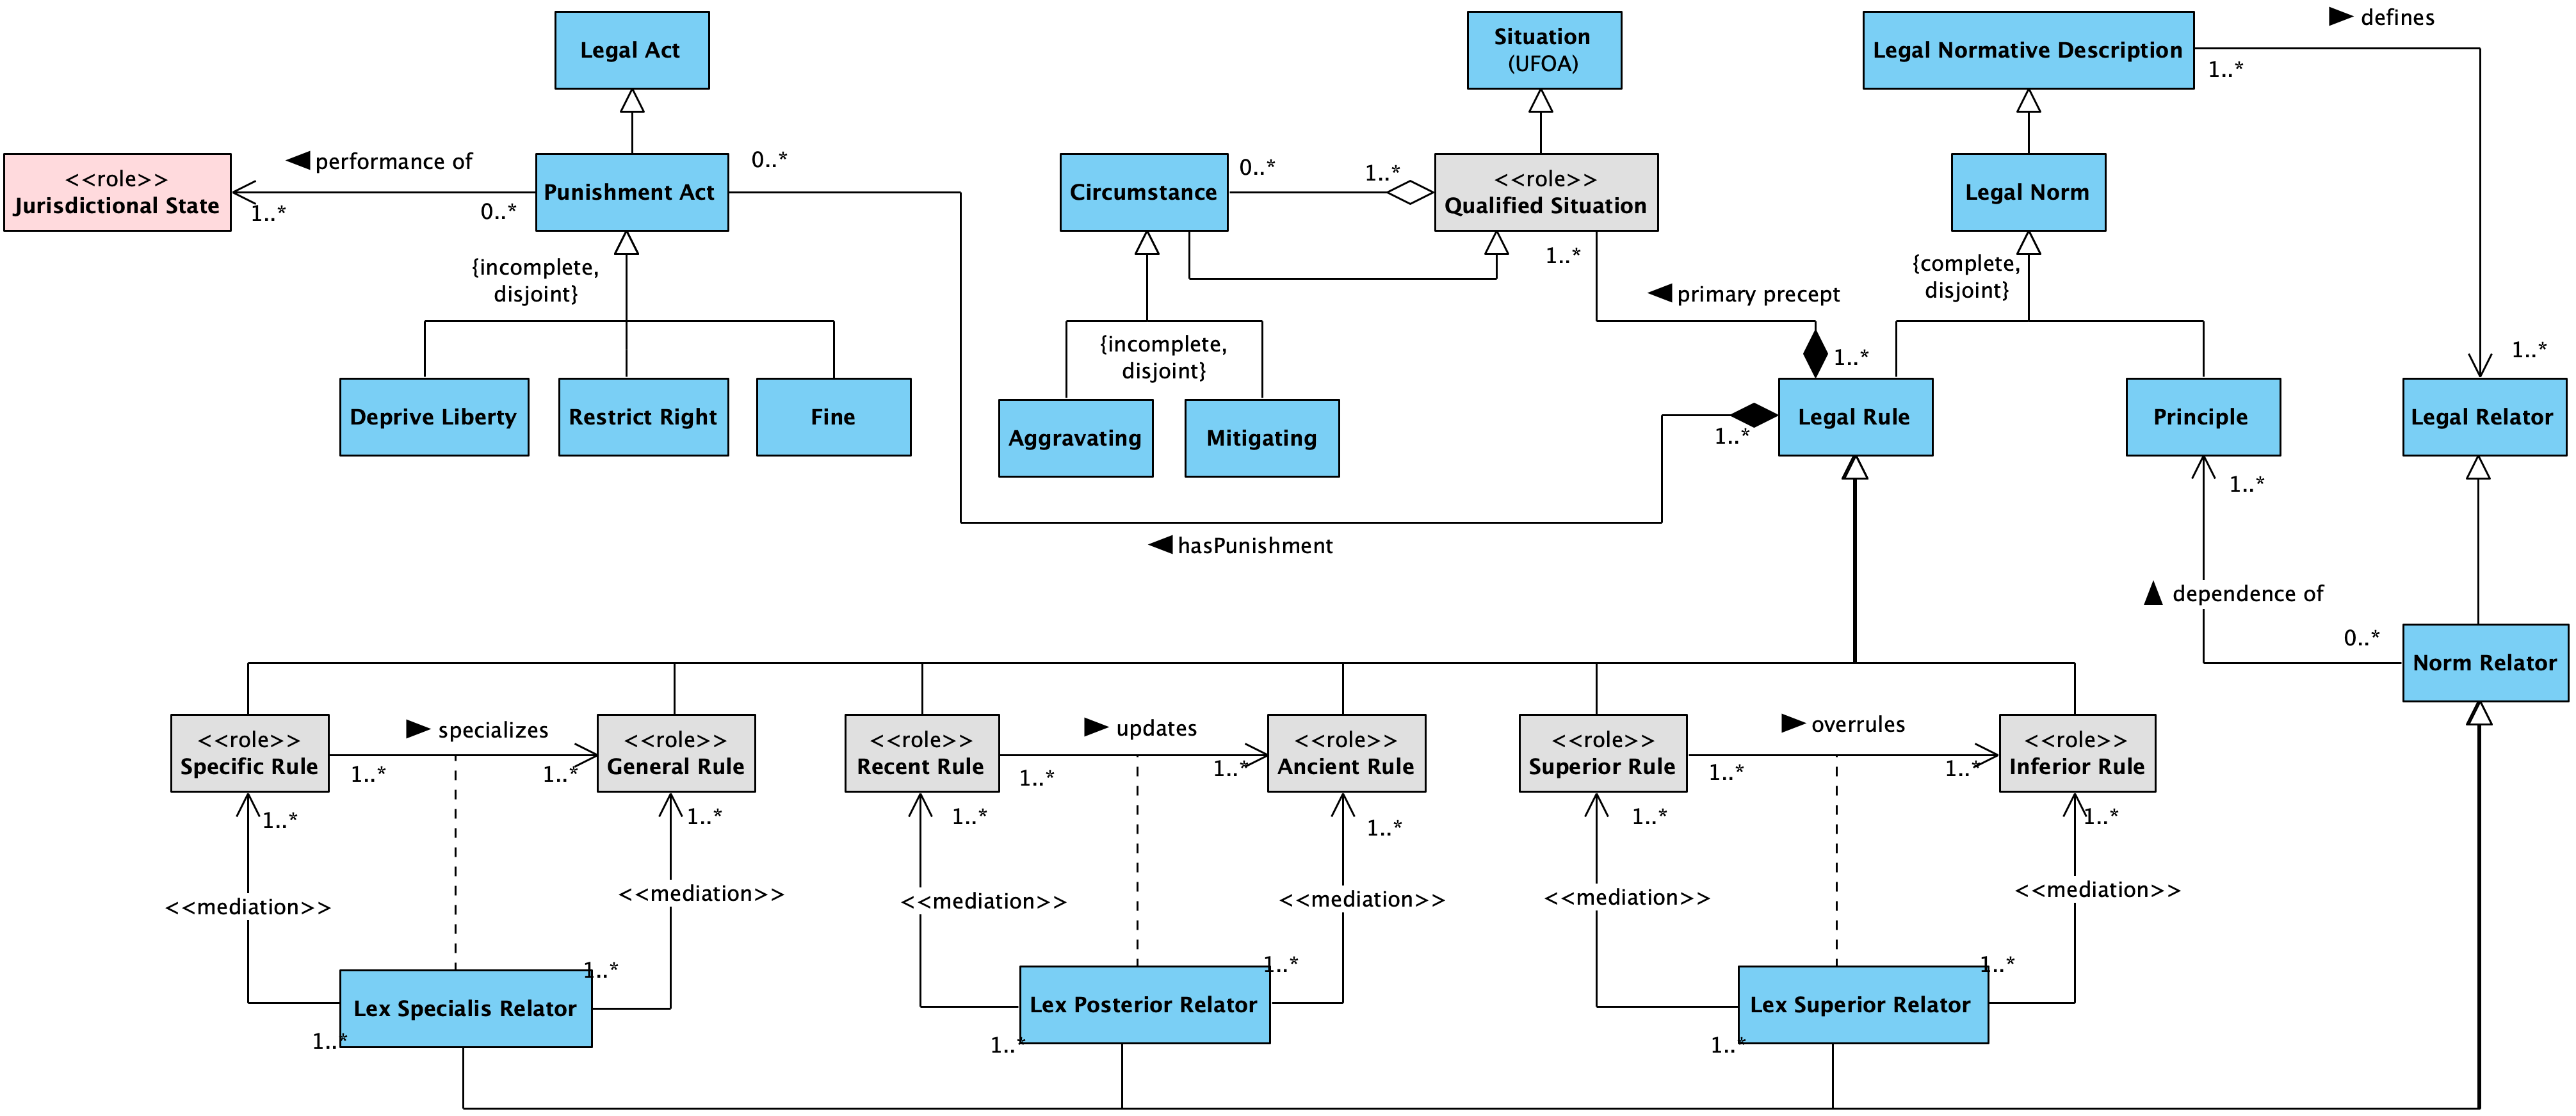 Legal Act
Situation
(UFOA)
Legal Normative Description
► defines
1..*
◄ performance of
<<role>>
Jurisdictional State
1..*
0..*
Punishment Act
0..*
Circumstance
0..*
1..*
<<role>>
Qualified Situation
1..*
Legal Norm
{incomplete,
disjoint}
◄ primary precept
{complete,
disjoint}
{incomplete,
disjoint}
1..*
1..*
Deprive Liberty
Restrict Right
Fine
Aggravating
Mitigating
1..*
Legal Rule
Principle
Legal Relator
1..*
◄ hasPunishment
▲ dependence of
0..*
Norm Relator
<<role>>
Specific Rule
► specializes
1..*
1..*
<<role>>
General Rule
<<role>>
Recent Rule
► updates
1..*
1..*
<<role>>
Ancient Rule
<<role>>
Superior Rule
► overrules
1..*
1..*
<<role>>
Inferior Rule
1..*
1..*
1..*
1..*
1..*
1..*
<<mediation>>
<<mediation>>
<<mediation>>
<<mediation>>
<<mediation>>
<<mediation>>
1..*
1..*
1..*
Lex Specialis Relator
Lex Posterior Relator
Lex Superior Relator
1..*
1..*
1..*